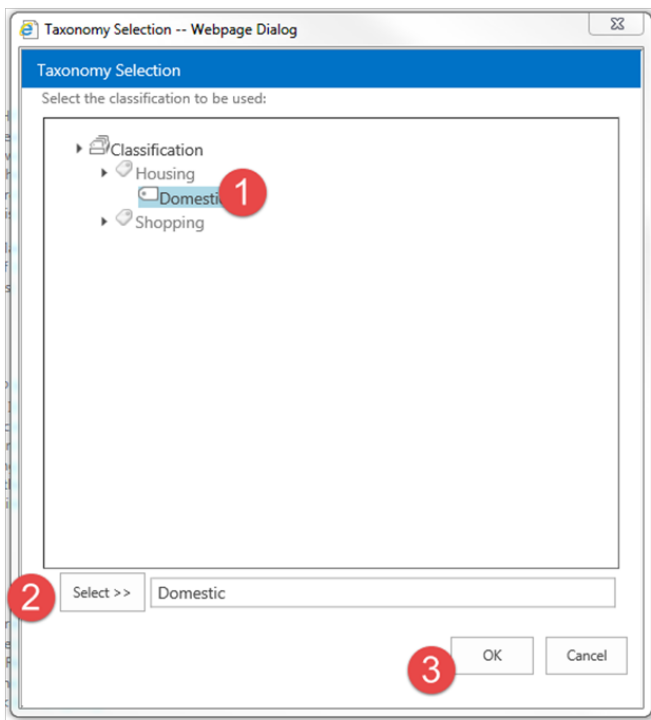 Taxonomy Selection -- Webpage Dialog
Taxonomy Selection
Select the classification to be used:
Classification
Housing
Domestic 1
Shopping
2 Select >> Domestic
3 OK Cancel